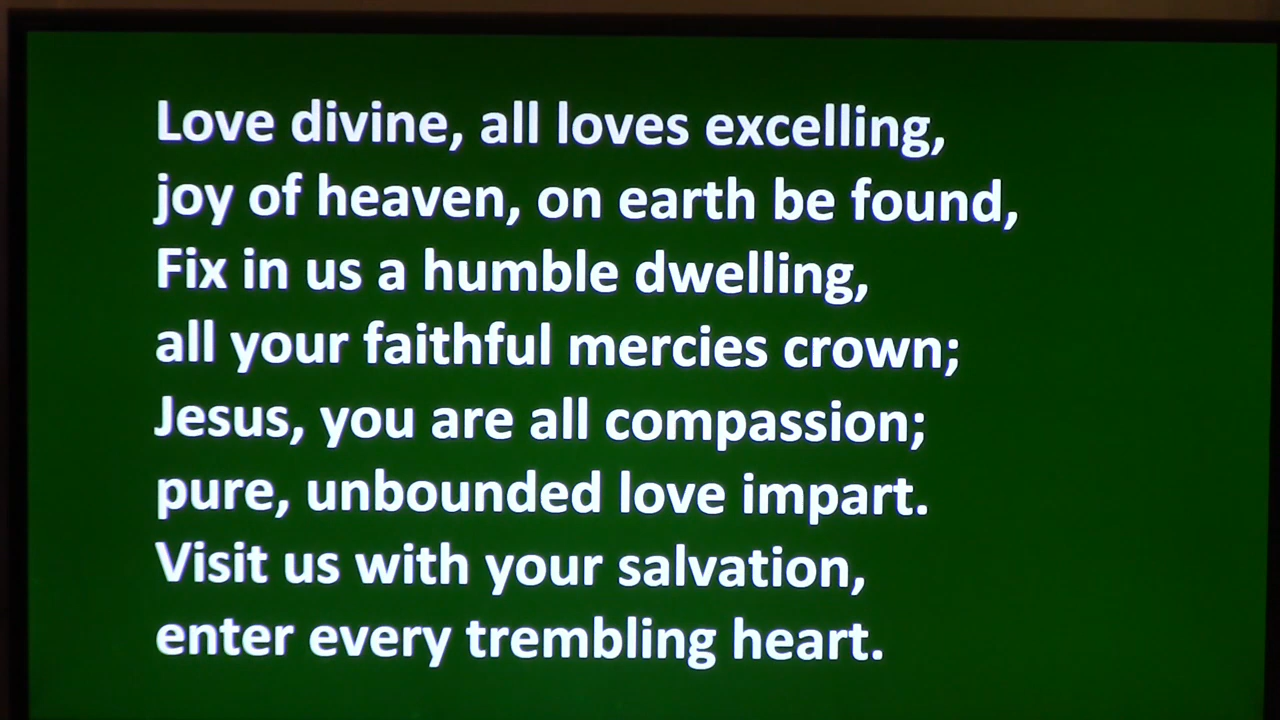 Love divine, all loves excelling,
joy of heaven, on earth be found,
Fix in us a humble dwelling,
all your faithful mercies crown;
Jesus, you are all compassion;
pure, unbounded love impart.
Visit us with your salvation,
enter every trembling heart.